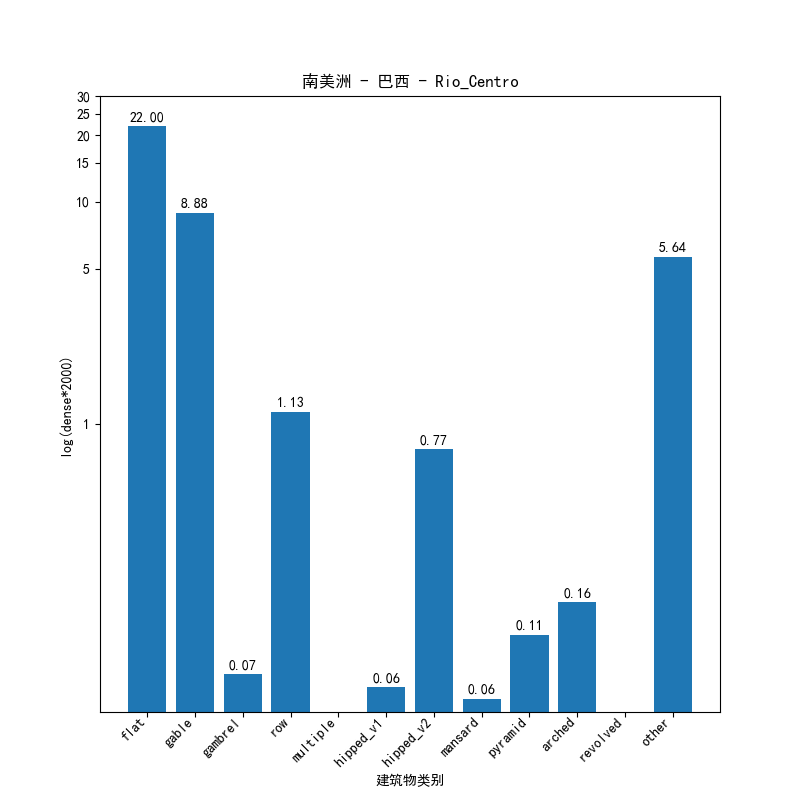 南美洲 - 巴西 - Rio_Centro
30
25
20
15
10
5
1
log(dense*2000)
22.00
8.88
0.07
1.13
0.06
0.77
0.06
0.11
0.16
5.64
flat
gable
gambrel
row
multiple
hipped_v1
hipped_v2
mansard
pyramid
arched
revolved
other
建筑物类别